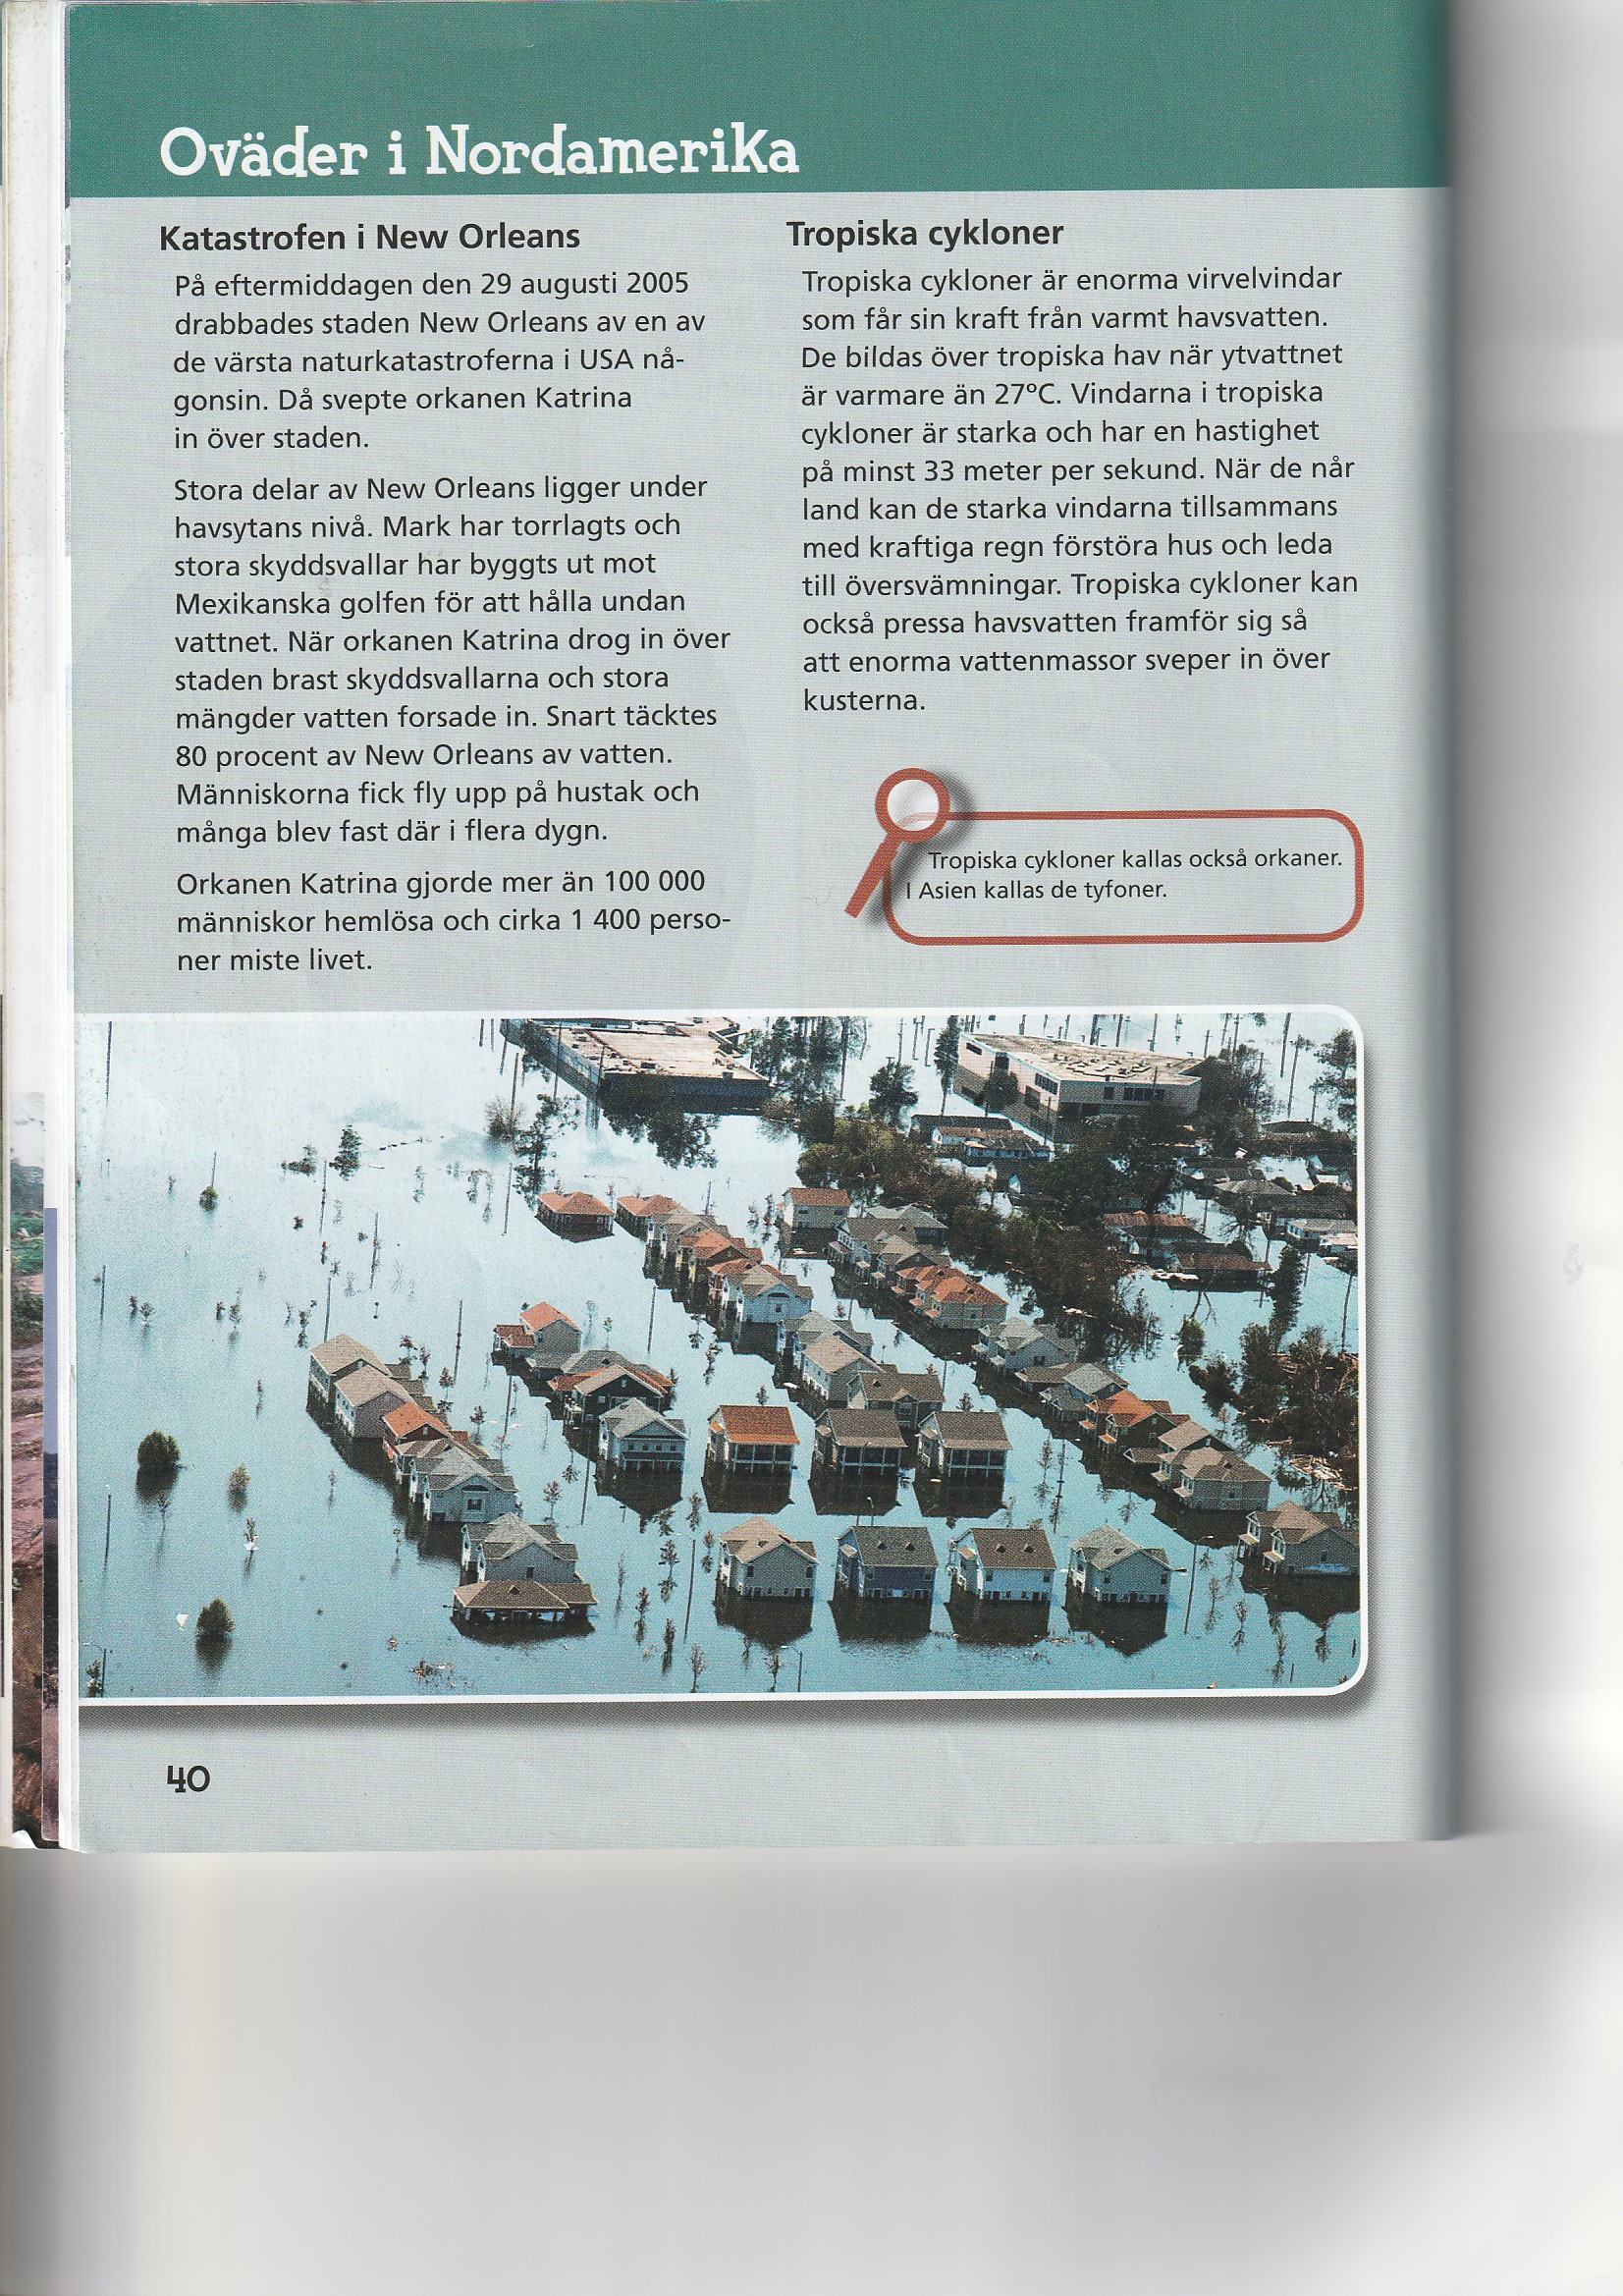 Oväder i Nordamerika
Katastrofen i New Orleans
På eftermiddagen den 29 augusti 2005
drabbades staden New Orleans av en av
de värsta naturkatastroferna i USA nå-
gonsin. Då svepte orkanen Katrina
in över staden.
Stora delar av New Orleans ligger under
havsytans nivå. Mark har torrlagts och
stora skyddsvallar har byggts ut mot
Mexikanska golfen för att hålla undan
vattnet. När orkanen Katrina drog in över
staden brast skyddsvallarna och stora
mängder vatten forsade in. Snart täcktes
80 procent av New Orleans av vatten.
Människorna fick fly upp på hustak och
många blev fast där i flera dygn.
Orkanen Katrina gjorde mer än 100 000
människor hemlösa och cirka 1 400 perso-
ner miste livet.
Tropiska cykloner
Tropiska cykloner är enorma virvelvindar
som får sin kraft från varmt havsvatten.
De bildas över tropiska hav när ytvattnet
är varmare än 27°C. Vindarna i tropiska
cykloner är starka och har en hastighet
på minst 33 meter per sekund. När de når
land kan de starka vindarna tillsammans
med kraftiga regn förstöra hus och leda
till översvämningar. Tropiska cykloner kan
också pressa havsvatten framför sig så
att enorma vattenmassor sveper in över
kusterna.
Tropiska cykloner kallas också orkaner.
I Asien kallas de tyfoner.
40